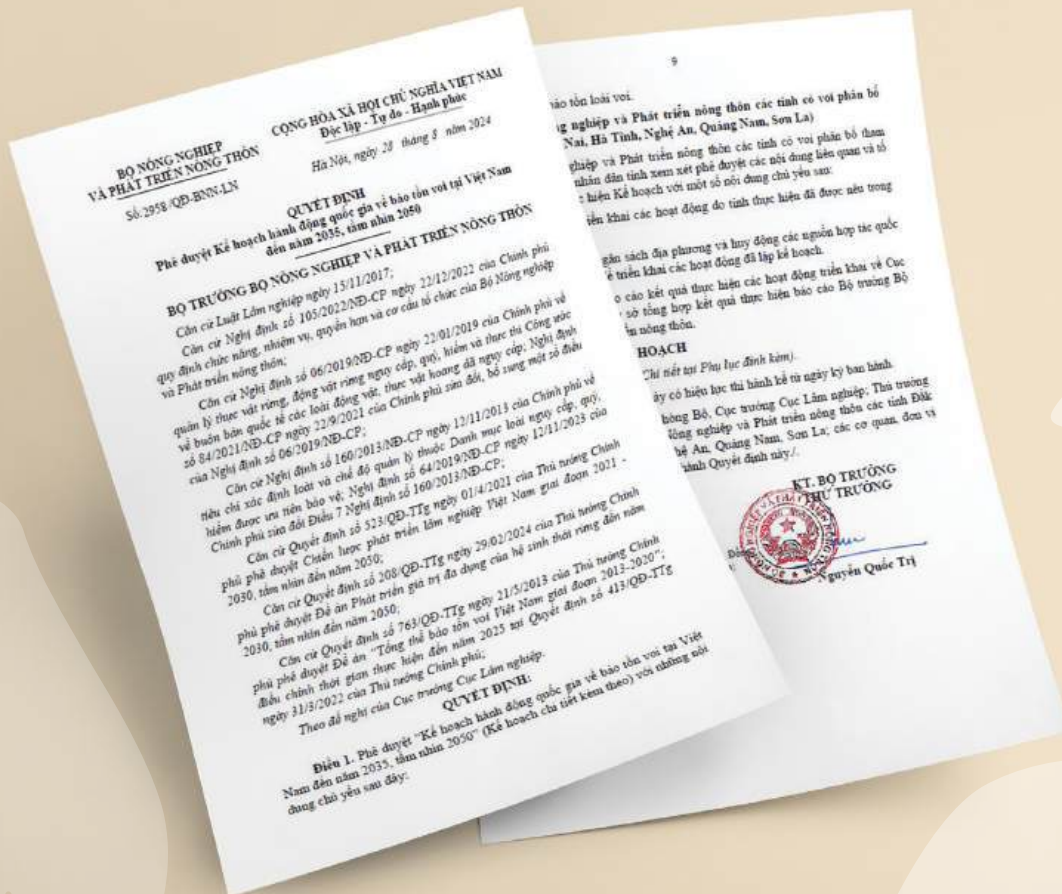 BỘ NÔNG NGHIỆP
VÀ PHÁT TRIỂN NÔNG THÔN
Số: 2958 /QĐ-BNN-LN
CỘNG HÒA XÃ HỘI CHỦ NGHĨA VIỆT NAM
Độc lập - Tự do - Hạnh phúc
Hà Nội, ngày 28 tháng 8 năm 2024
QUYẾT ĐỊNH
Phê duyệt Kế hoạch hành động quốc gia về bảo tồn voi tại Việt Nam
đến năm 2035, tầm nhìn 2050
BỘ TRƯỞNG BỘ NÔNG NGHIỆP VÀ PHÁT TRIỂN NÔNG THÔN
Căn cứ Luật Lâm nghiệp ngày 15/11/2017;
Căn cứ Nghị định số 105/2022/NĐ-CP ngày 22/12/2022 của Chính phủ
quy định chức năng, nhiệm vụ, quyền hạn và cơ cấu tổ chức của Bộ Nông nghiệp
và Phát triển nông thôn;
Căn cứ Nghị định số 06/2019/NĐ-CP ngày 22/01/2019 của Chính phủ về
quản lý thực vật rừng, động vật rừng nguy cấp, quý, hiếm và thực thi Công ước
về buôn bán quốc tế các loài động vật, thực vật hoang dã nguy cấp; Nghị định
số 84/2021/NĐ-CP ngày 22/9/2021 của Chính phủ sửa đổi, bổ sung một số điều
của Nghị định số 06/2019/NĐ-CP;
Căn cứ Nghị định số 160/2013/NĐ-CP ngày 12/11/2013 của Chính phủ về
tiêu chí xác định loài và chế độ quản lý thuộc Danh mục loài nguy cấp, quý,
hiếm được ưu tiên bảo vệ; Nghị định số 64/2019/NĐ-CP ngày 12/11/2023 của
Chính phủ sửa đổi Điều 7 Nghị định số 160/2013/NĐ-CP;
Căn cứ Quyết định số 523/QĐ-TTg ngày 01/4/2021 của Thủ tướng Chính
phủ phê duyệt Chiến lược phát triển lâm nghiệp Việt Nam giai đoạn 2021 -
2030, tầm nhìn đến năm 2050;
Căn cứ Quyết định số 208/QĐ-TTg ngày 29/02/2024 của Thủ tướng Chính
phủ phê duyệt Đề án Phát triển giá trị đa dụng của hệ sinh thái rừng đến năm
2030, tầm nhìn đến năm 2050;
Căn cứ Quyết định số 763/QĐ-TTg ngày 21/5/2013 của Thủ tướng Chính
phủ phê duyệt Đề án "Tổng thể bảo tồn voi Việt Nam giai đoạn 2013-2020";
điều chỉnh thời gian thực hiện đến năm 2025 tại Quyết định số 413/QĐ-TTg
ngày 31/3/2022 của Thủ tướng Chính phủ;
Theo đề nghị của Cục trưởng Cục Lâm nghiệp.
QUYẾT ĐỊNH:
Điều 1. Phê duyệt "Kế hoạch hành động quốc gia về bảo tồn voi tại Việt
Nam đến năm 2035, tầm nhìn 2050" (Kế hoạch chi tiết kèm theo) với những nội
dung chủ yếu sau đây:
9
bảo tồn loài voi.
nghiệp và Phát triển nông thôn các tỉnh có voi phân bố
Nai, Hà Tĩnh, Nghệ An, Quảng Nam, Sơn La)
nghiệp và Phát triển nông thôn các tỉnh có voi phân bố tham
nhân dân tỉnh xem xét phê duyệt các nội dung liên quan và tổ
hiện Kế hoạch với một số nội dung chủ yếu sau:
khai các hoạt động do tỉnh thực hiện đã được nêu trong
sách địa phương và huy động các nguồn hợp tác quốc
triển khai các hoạt động đã lập kế hoạch.
cáo kết quả thực hiện các hoạt động triển khai về Cục
sở tổng hợp kết quả thực hiện báo cáo Bộ trưởng Bộ
nông thôn.
HOẠCH
Chi tiết tại Phụ lục đính kèm).
có hiệu lực thi hành kể từ ngày ký ban hành.
Bộ, Cục trưởng Cục Lâm nghiệp; Thủ trưởng
nghiệp và Phát triển nông thôn các tỉnh Đắk
An, Quảng Nam, Sơn La; các cơ quan, đơn vị
hành Quyết định này./.
KT. BỘ TRƯỞNG
THỨ TRƯỞNG
Nguyễn Quốc Trị